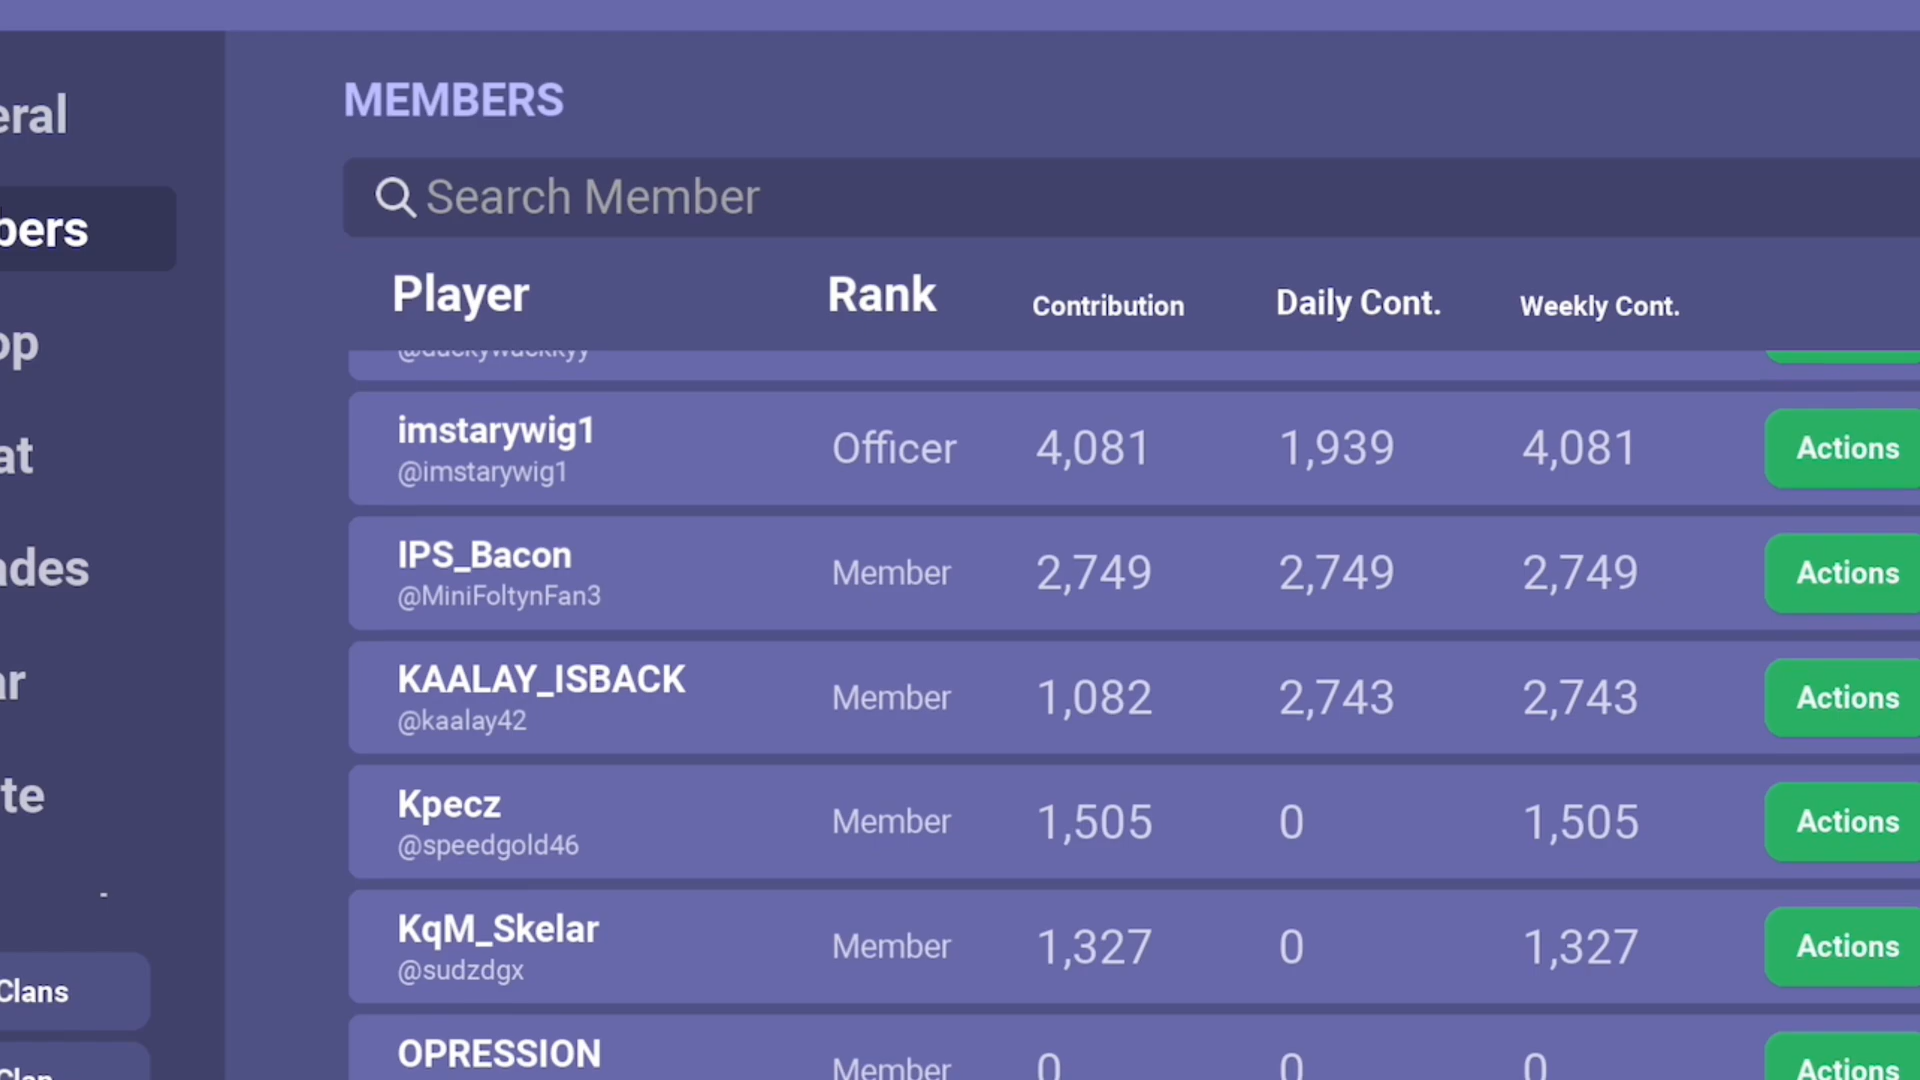 eral
bers
op
at
ades
ar
te
-
Clans
Clan
MEMBERS
Search Member
Player Rank Contribution Daily Cont. Weekly Cont.
@duckywackkyy
imstarywig1
@imstarywig1
Officer 4,081 1,939 4,081 Actions
IPS_Bacon
@MiniFoltynFan3
Member 2,749 2,749 2,749 Actions
KAALAY_ISBACK
@kaalay42
Member 1,082 2,743 2,743 Actions
Kpecz
@speedgold46
Member 1,505 0 1,505 Actions
KqM_Skelar
@sudzdgx
Member 1,327 0 1,327 Actions
OPRESSION
Member 0 0 0 Actions